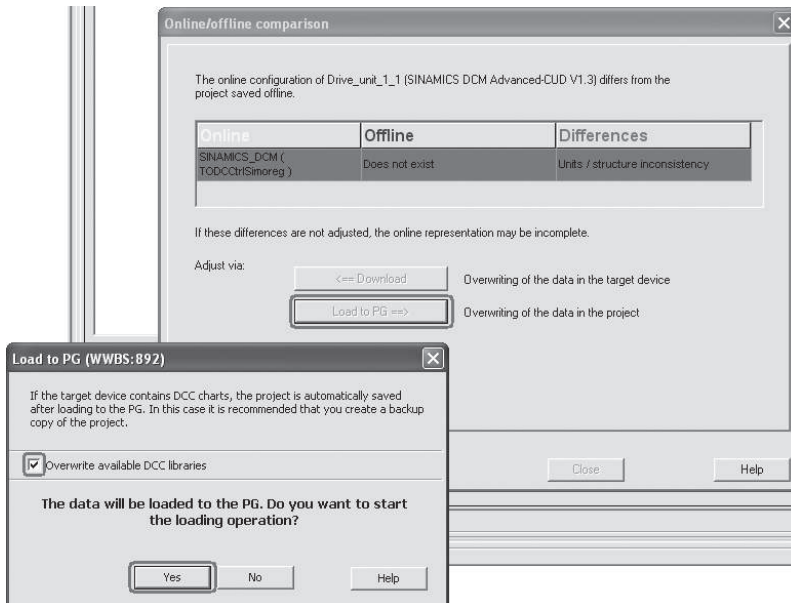 Online/offline comparison
The online configuration of Drive_unit_1_1 (SINAMICS DCM Advanced-CUD V1.3) differs from the
project saved offline.
Online Offline Differences
SINAMICS_DCM (
TODCCtrlSimoreg )
Does not exist
Units / structure inconsistency
If these differences are not adjusted, the online representation may be incomplete.
Adjust via:
<== Download
Overwriting of the data in the target device
Load to PG ==>
Overwriting of the data in the project
Close
Help
Load to PG (WWBS:892)
If the target device contains DCC charts, the project is automatically saved
after loading to the PG. In this case it is recommended that you create a backup
copy of the project.
Overwrite available DCC libraries
The data will be loaded to the PG. Do you want to start
the loading operation?
Yes
No
Help